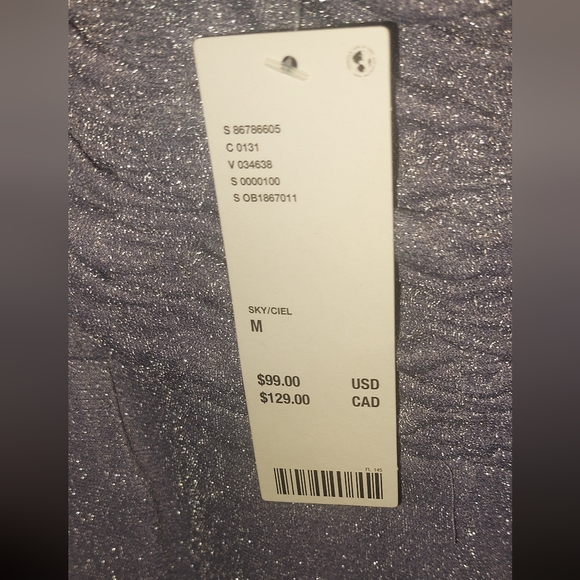 S 86786605
C 0131
V 034638
S 0000100
S OB1867011
SKY/CIEL
M
$99.00 USD
$129.00 CAD